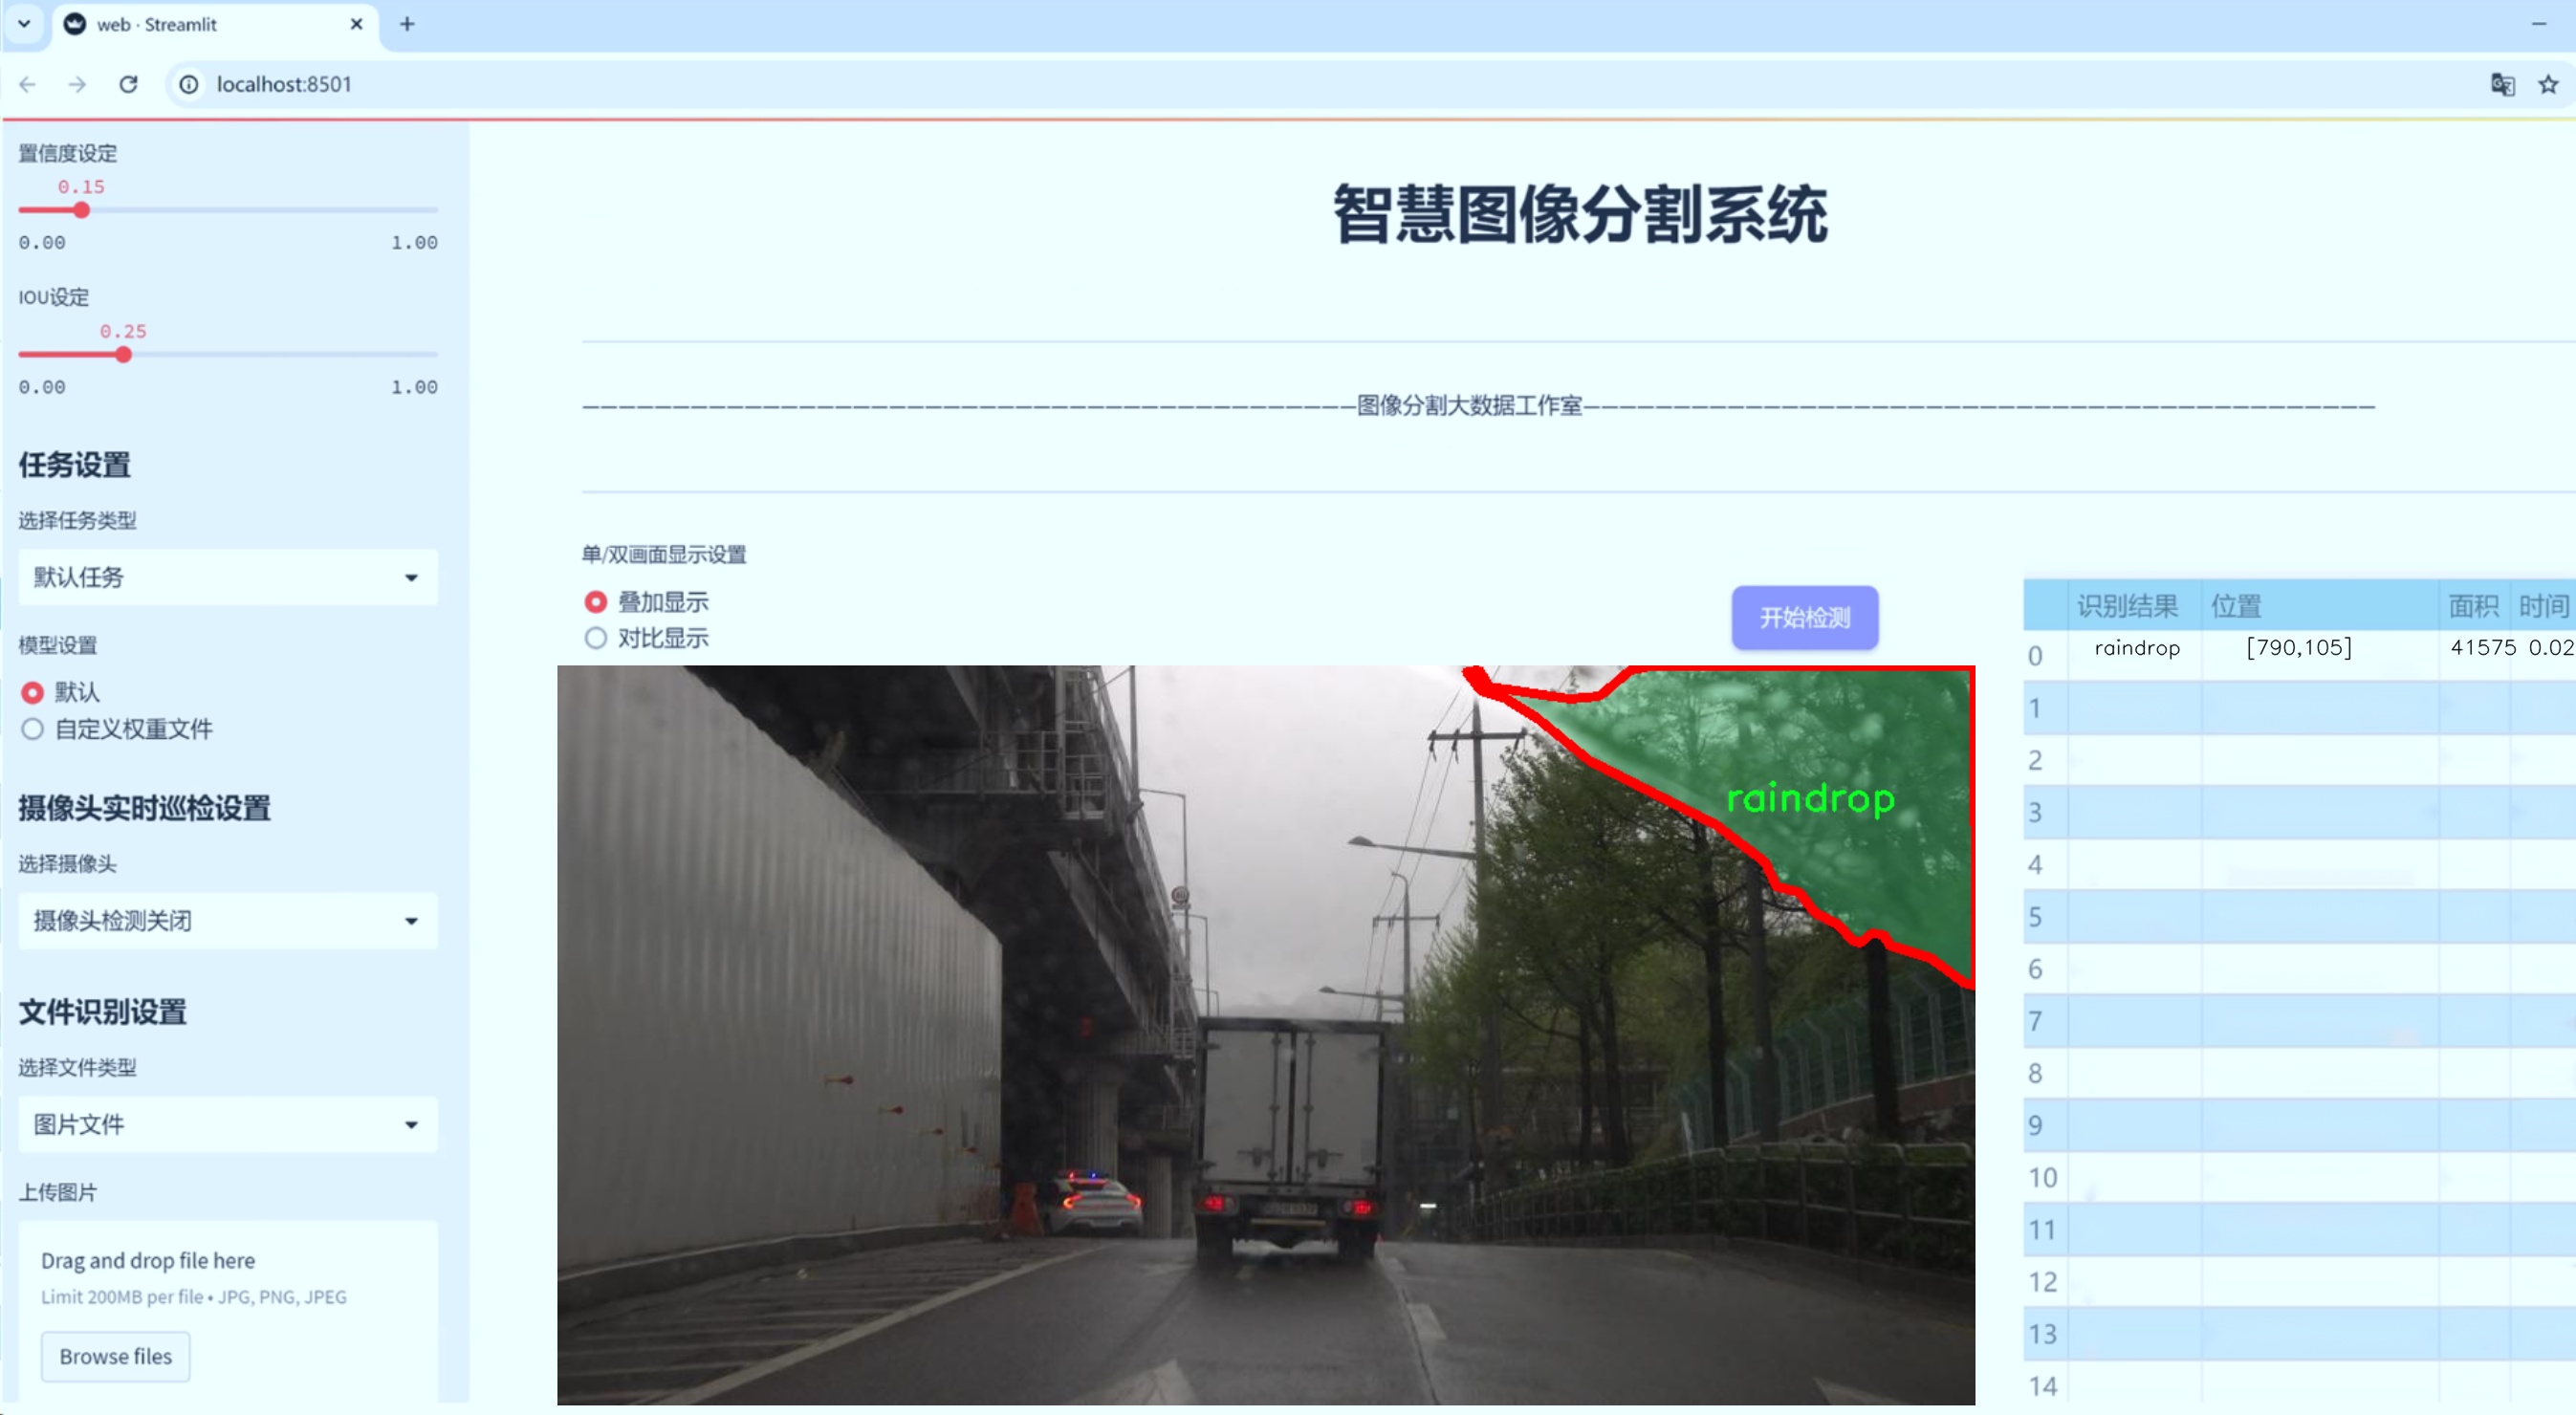 web · Streamlit
localhost:8501
置信度设定
0.15
0.00 1.00
IOU设定
0.25
0.00 1.00
任务设置
选择任务类型
默认任务
模型设置
默认
自定义权重文件
摄像头实时巡检设置
选择摄像头
摄像头检测关闭
文件识别设置
选择文件类型
图片文件
上传图片
Drag and drop file here
Limit 200MB per file • JPG, PNG, JPEG
Browse files
智慧图像分割系统
图像分割大数据工作室
单/双画面显示设置
叠加显示
对比显示
开始检测
raindrop
识别结果 位置 面积 时间
0 raindrop [790,105] 41575 0.02
1
2
3
4
5
6
7
8
9
10
11
12
13
14